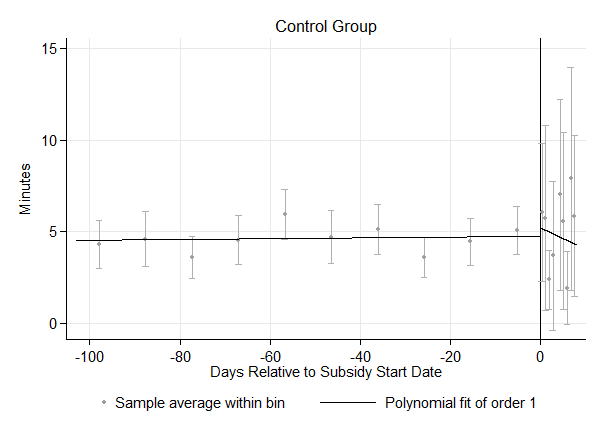 Control Group
15
10
5
0
Minutes
-100
-80
-60
-40
-20
0
Days Relative to Subsidy Start Date
Sample average within bin
Polynomial fit of order 1